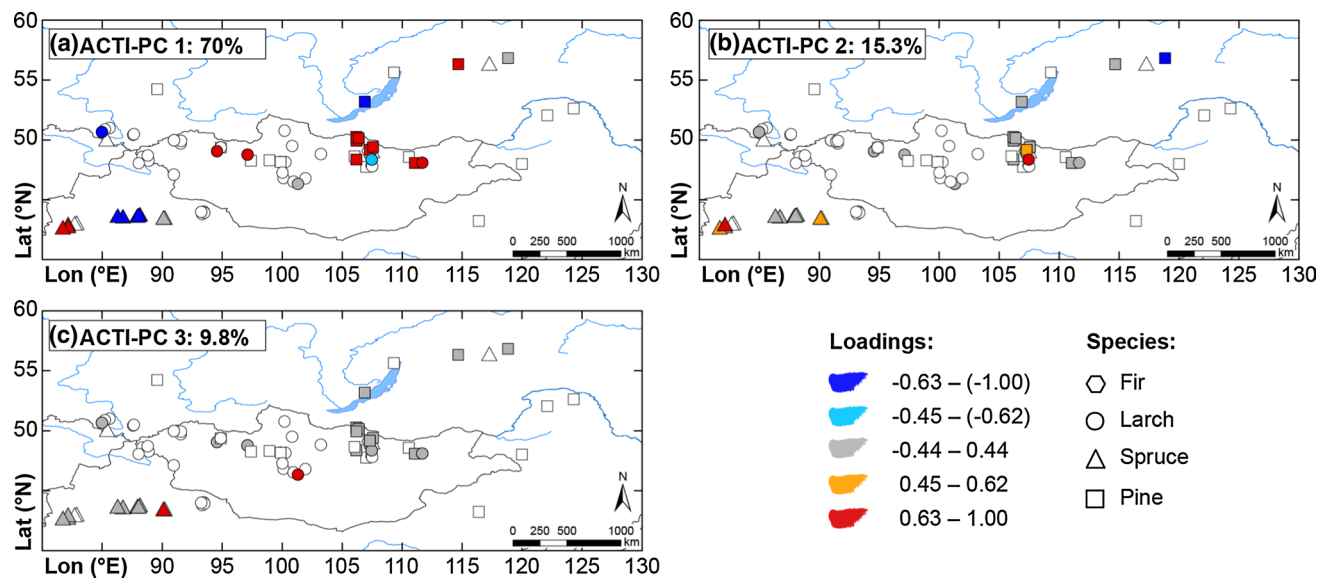 60
(a) ACTI-PC 1: 70%
55
50
45
Lat (°N)
N
0 250 500 1000
km
Lon (°E) 90 95 100 105 110 115 120 125 130
60
(b) ACTI-PC 2: 15.3%
55
50
45
Lat (°N)
N
0 250 500 1000
km
Lon (°E) 90 95 100 105 110 115 120 125 130
60
(c) ACTI-PC 3: 9.8%
55
50
45
Lat (°N)
N
0 250 500 1000
km
Lon (°E) 90 95 100 105 110 115 120 125 130
Loadings:
-0.63 – (-1.00)
-0.45 – (-0.62)
-0.44 – 0.44
0.45 – 0.62
0.63 – 1.00
Species:
Fir
Larch
Spruce
Pine